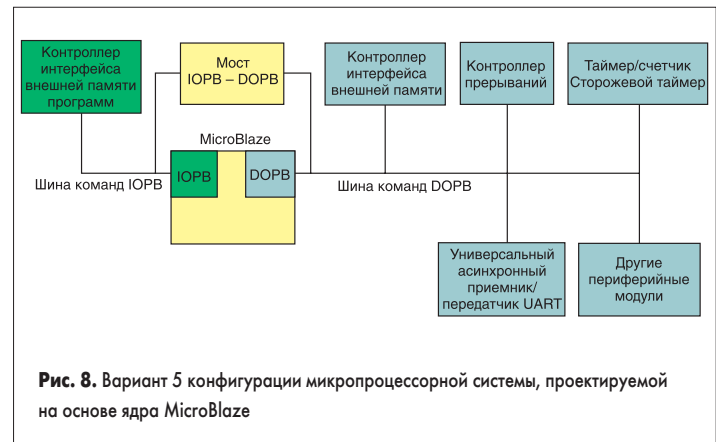 Контроллер
интерфейса
внешней памяти
программ
Мост
IOPB – DOPB
Контроллер
интерфейса
внешней памяти
Контроллер
прерываний
Таймер/счетчик
Сторожевой таймер
MicroBlaze
IOPB
DOPB
Шина команд IOPB
Шина команд DOPB
Универсальный
асинхронный
приемник/
передатчик UART
Другие
периферийные
модули
Рис. 8. Вариант 5 конфигурации микропроцессорной системы, проектируемой
на основе ядра MicroBlaze